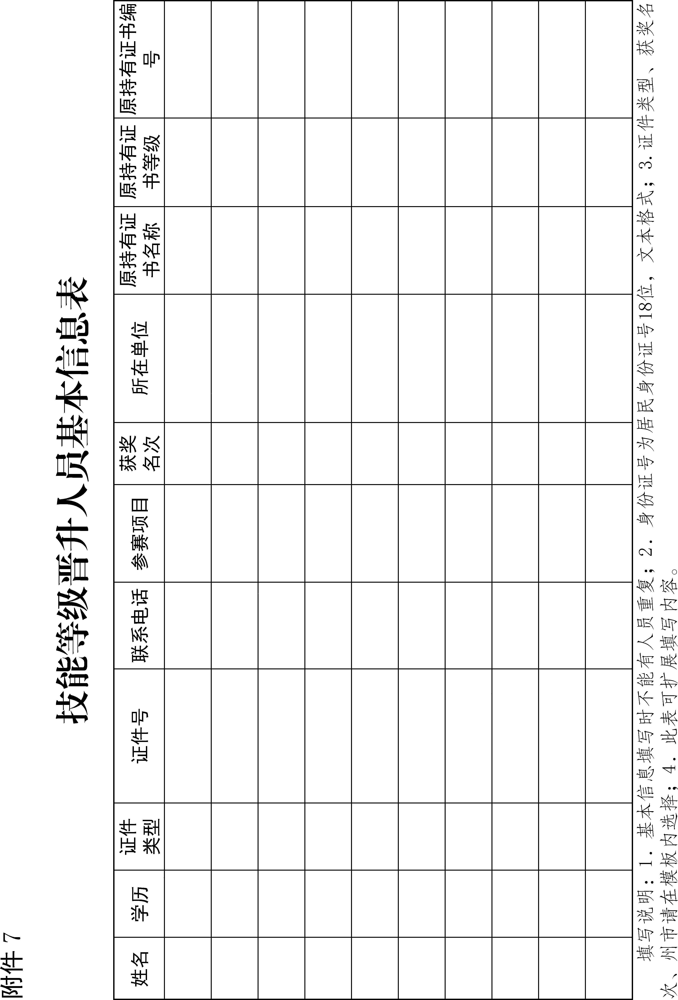 附件 7
技能等级晋升人员基本信息表
姓名
学历
证件
类型
证件号
联系电话
参赛项目
获奖
名次
所在单位
原持有证
书名称
原持有证
书等级
原持有证书编
号
填写说明：1. 基本信息填写时不能有人员重复；2. 身份证号为居民身份证号18位，文本格式；3. 证件类型、获奖名
次、州市请在模板内选择；4. 此表可扩展填写内容。